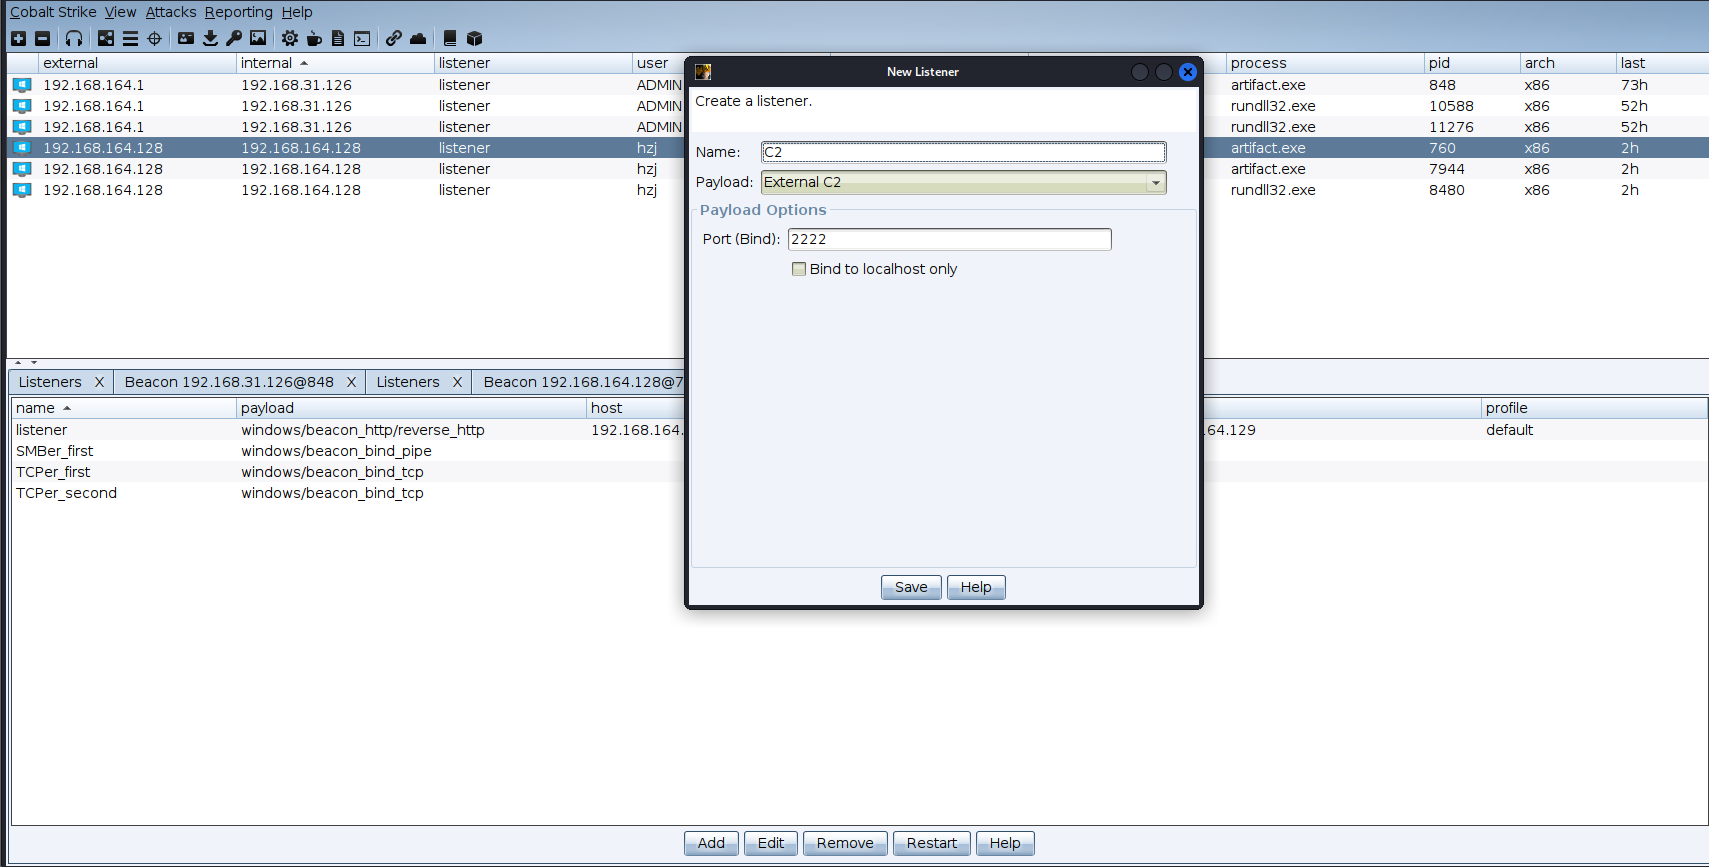 Cobalt Strike View Attacks Reporting Help
external internal listener user process pid arch last
192.168.164.1 192.168.31.126 listener ADMIN artifact.exe 848 x86 73h
192.168.164.1 192.168.31.126 listener ADMIN rundll32.exe 10588 x86 52h
192.168.164.1 192.168.31.126 listener ADMIN rundll32.exe 11276 x86 52h
192.168.164.128 192.168.164.128 listener hzj artifact.exe 760 x86 2h
192.168.164.128 192.168.164.128 listener hzj artifact.exe 7944 x86 2h
192.168.164.128 192.168.164.128 listener hzj rundll32.exe 8480 x86 2h
New Listener
Create a listener.
Name: C2
Payload: External C2
Payload Options
Port (Bind): 2222
Bind to localhost only
Save Help
Listeners X Beacon 192.168.31.126@848 X Listeners X Beacon 192.168.164.128@7
name payload host profile
listener windows/beacon_http/reverse_http 192.168.164. .64.129 default
SMBer_first windows/beacon_bind_pipe
TCPer_first windows/beacon_bind_tcp
TCPer_second windows/beacon_bind_tcp
Add Edit Remove Restart Help